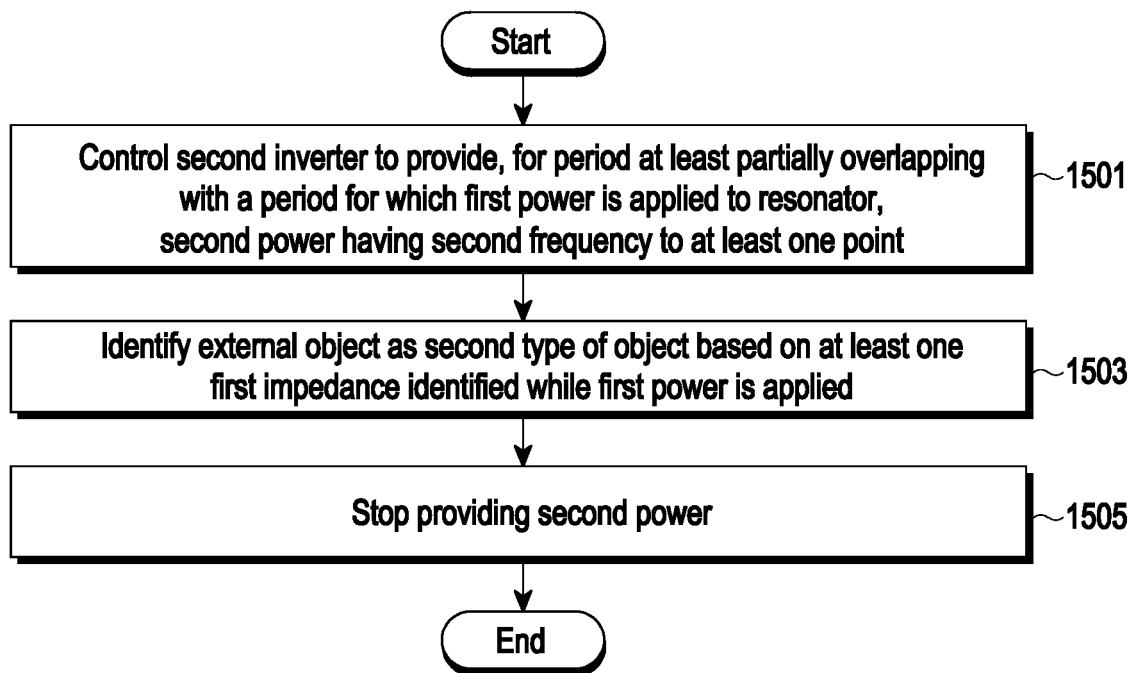 Start
Control second inverter to provide, for period at least partially overlapping
with a period for which first power is applied to resonator,
second power having second frequency to at least one point
1501
Identify external object as second type of object based on at least one
first impedance identified while first power is applied
1503
Stop providing second power
1505
End